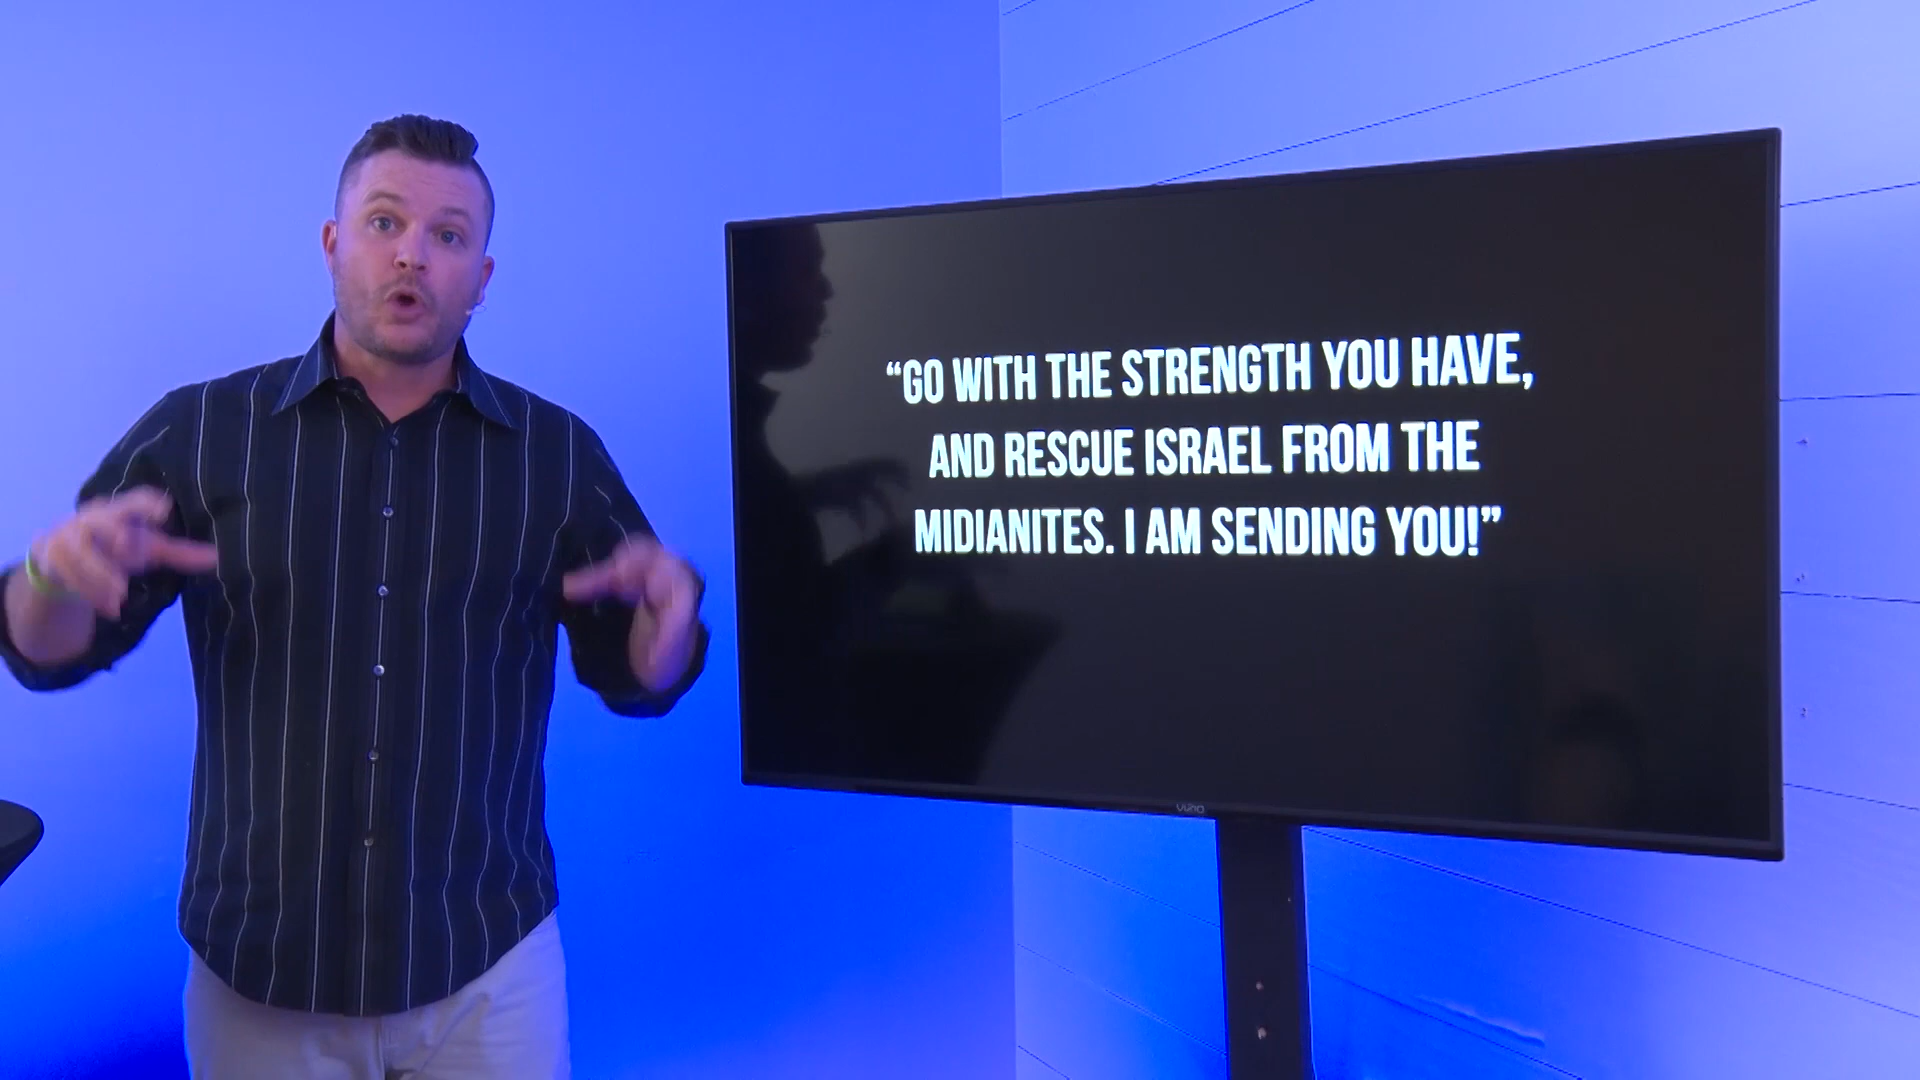 “GO WITH THE STRENGTH YOU HAVE,
AND RESCUE ISRAEL FROM THE
MIDIANITES. I AM SENDING YOU!”